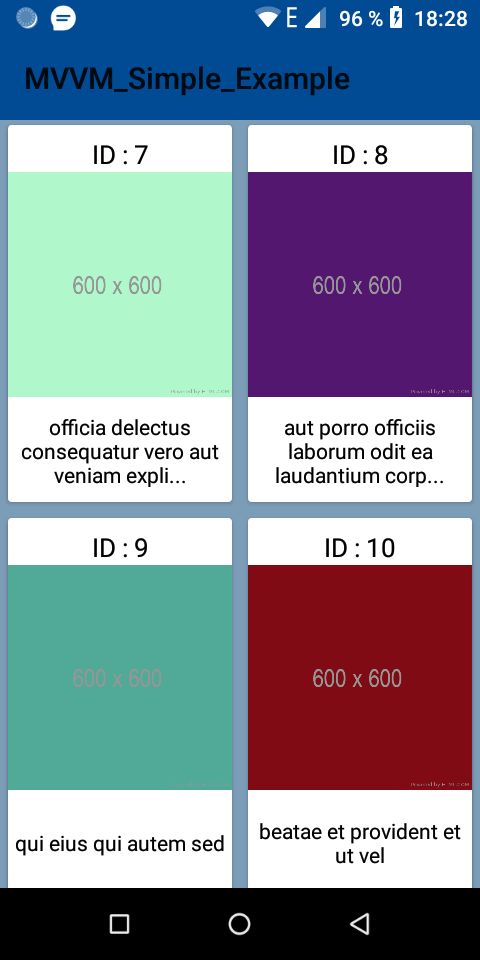 E 96 % 18:28
MVVM_Simple_Example
ID : 7
600 x 600
officia delectus
consequatur vero aut
veniam expli...
ID : 8
600 x 600
aut porro officiis
laborum odit ea
laudantium corp...
ID : 9
600 x 600
qui eius qui autem sed
ID : 10
600 x 600
beatae et provident et
ut vel